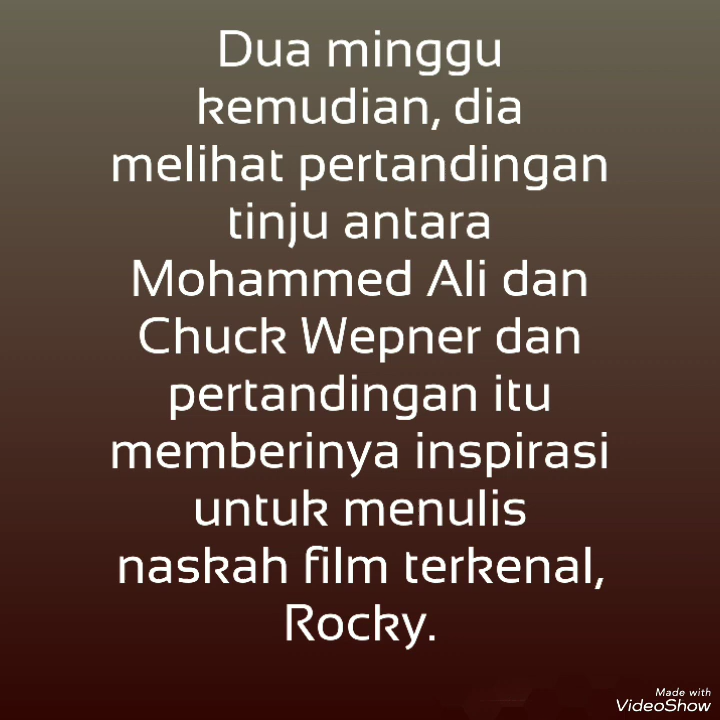 Dua minggu
kemudian, dia
melihat pertandingan
tinju antara
Mohammed Ali dan
Chuck Wepner dan
pertandingan itu
memberinya inspirasi
untuk menulis
naskah film terkenal,
Rocky.
Made with
VideoShow